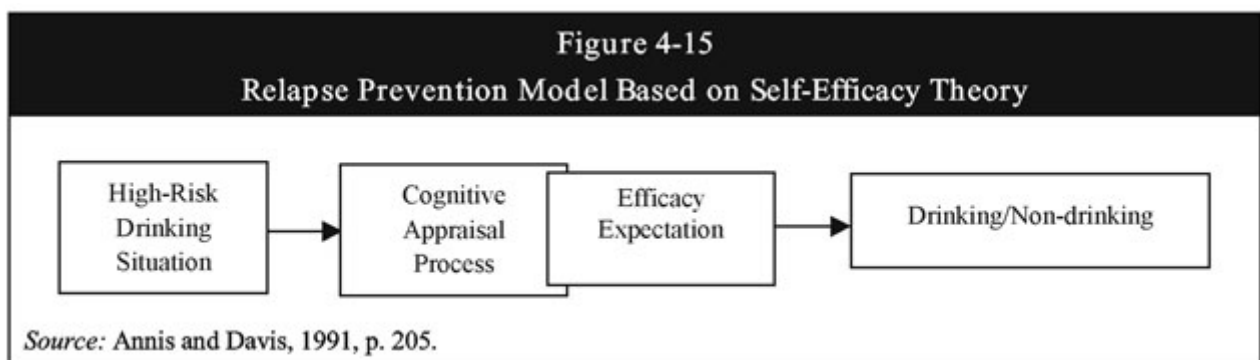 Figure 4-15
Relapse Prevention Model Based on Self-Efficacy Theory
High-Risk
Drinking
Situation
Cognitive
Appraisal
Process
Efficacy
Expectation
Drinking/Non-drinking
Source: Annis and Davis, 1991, p. 205.